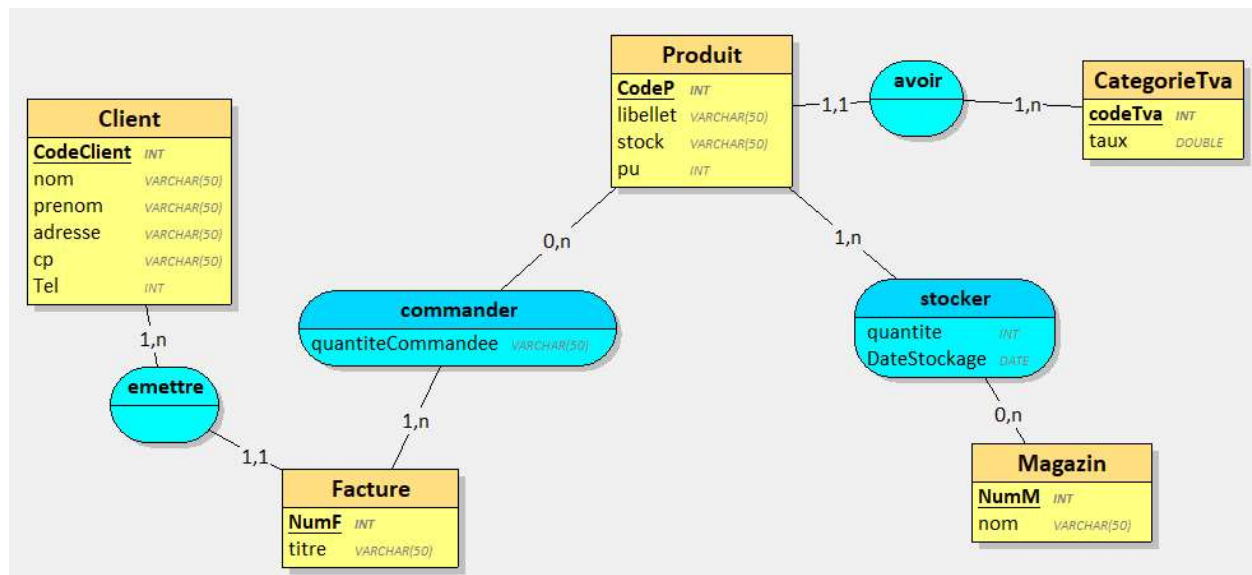 Client
CodeClient INT
nom VARCHAR(50)
prenom VARCHAR(50)
adresse VARCHAR(50)
cp VARCHAR(50)
Tel INT
1,n
emettre
1,1
Facture
NumF INT
titre VARCHAR(50)
1,n
commander
quantiteCommandee VARCHAR(50)
0,n
Produit
CodeP INT
libellet VARCHAR(50)
stock VARCHAR(50)
pu INT
1,1
avoir
1,n
CategorieTva
codeTva INT
taux DOUBLE
1,n
stocker
quantite INT
DateStockage DATE
0,n
Magazin
NumM INT
nom VARCHAR(50)